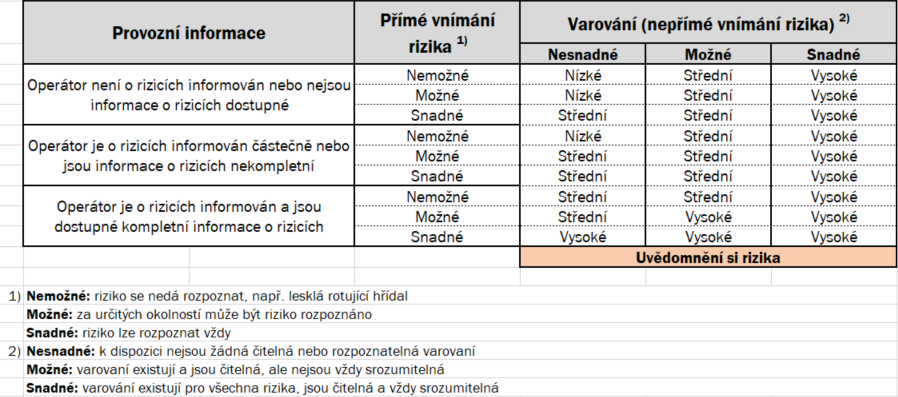 Provozní informace Přímé vnímání rizika 1) Varování (nepřímé vnímání rizika) 2)
Nesnadné Možné Snadné
Operátor není o rizicích informován nebo nejsou informace o rizicích dostupné
Nemožné Nízké Střední Vysoké
Možné Nízké Střední Vysoké
Snadné Střední Střední Vysoké
Operátor je o rizicích informován částečně nebo jsou informace o rizicích nekompletní
Nemožné Nízké Střední Vysoké
Možné Střední Střední Vysoké
Snadné Střední Střední Vysoké
Operátor je o rizicích informován a jsou dostupné kompletní informace o rizicích
Nemožné Střední Střední Vysoké
Možné Střední Vysoké Vysoké
Snadné Vysoké Vysoké Vysoké
Uvědomnění si rizika
1) Nemožné: riziko se nedá rozpoznat, např. lesklá rotující hřídal
Možné: za určitých okolností může být riziko rozpoznáno
Snadné: riziko lze rozpoznat vždy
2) Nesnadné: k dispozici nejsou žádná čitelná nebo rozpoznatelná varovaní
Možné: varovaní existují a jsou čitelná, ale nejsou vždy srozumitelná
Snadné: varování existují pro všechna rizika, jsou čitelná a vždy srozumitelná